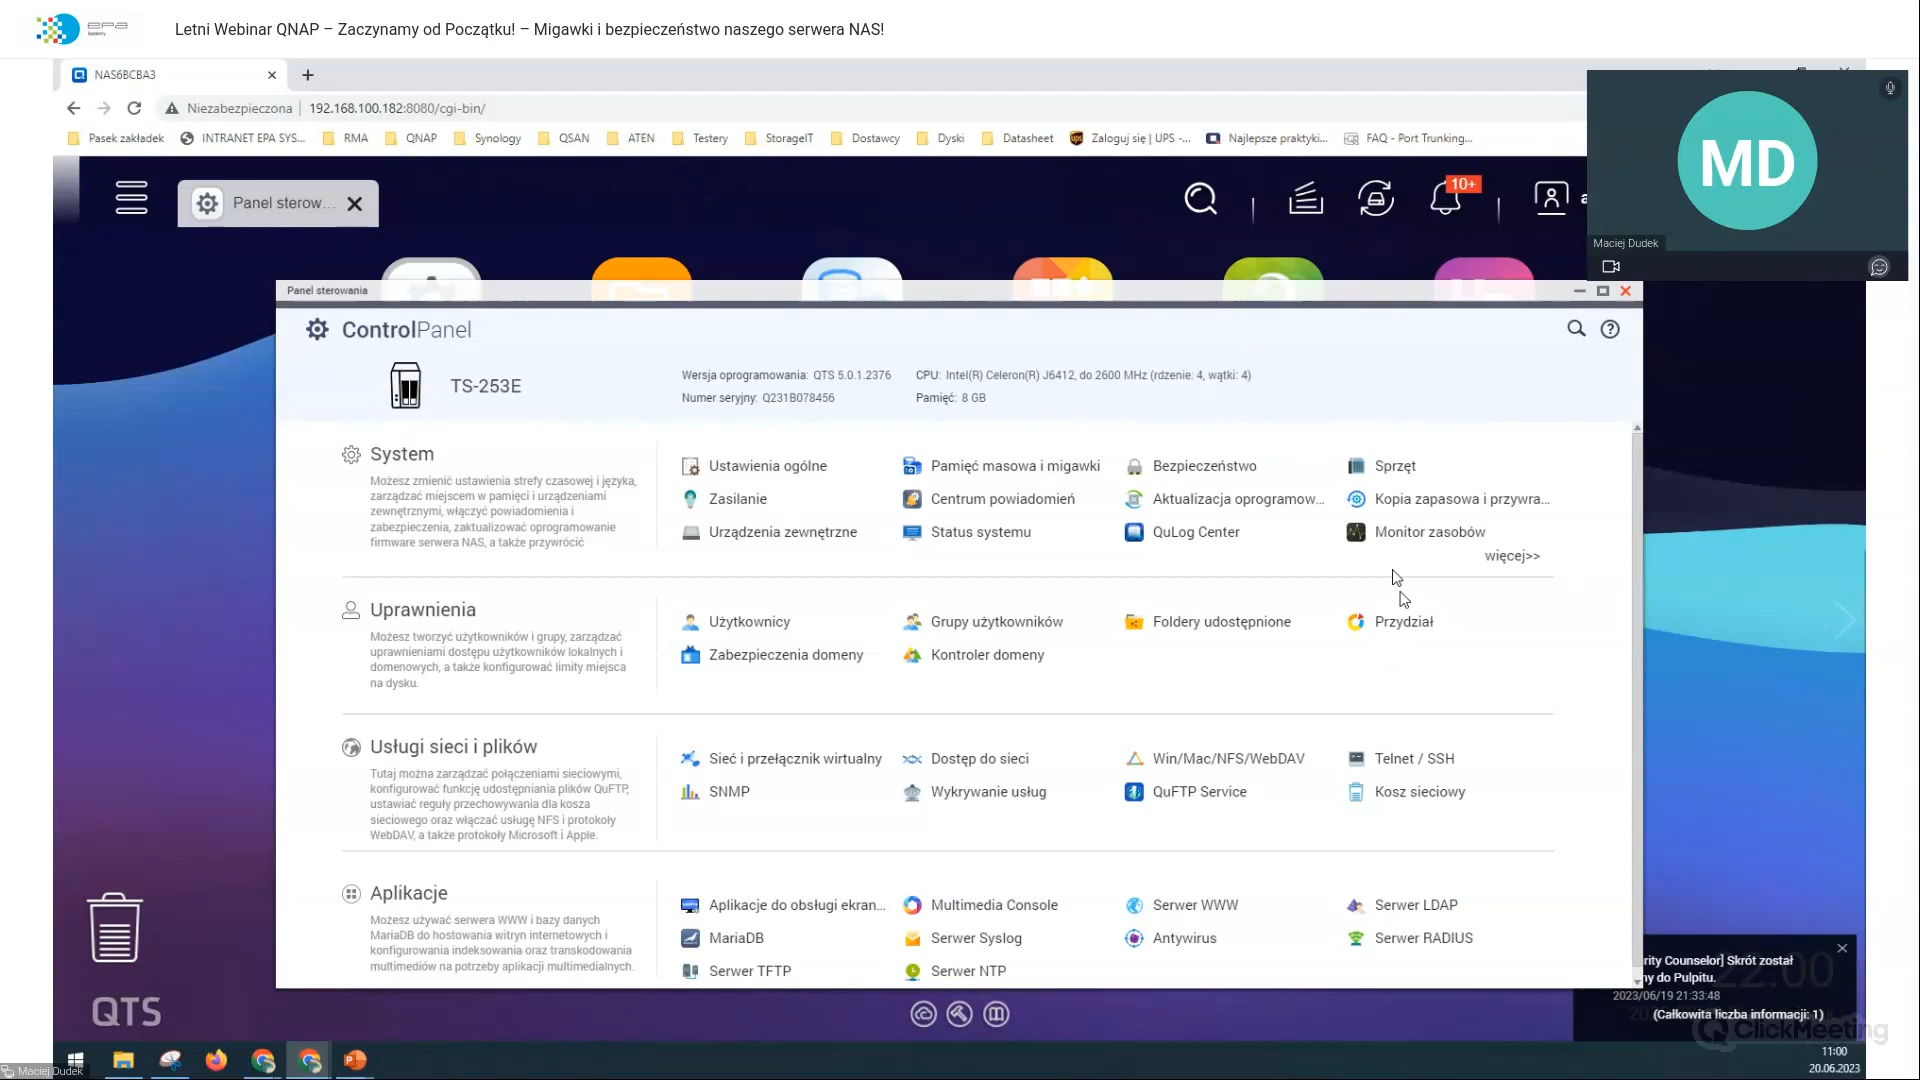 epa
Systemy
Letni Webinar QNAP – Zaczynamy od Początku! – Migawki i bezpieczeństwo naszego serwera NAS!
NAS6BCBA3
Niezabezpieczona
192.168.100.182:8080/cgi-bin/
Pasek zakładek
INTRANET EPA SYS...
RMA
QNAP
Synology
QSAN
ATEN
Testery
StorageIT
Dostawcy
Dyski
Datasheet
Zaloguj się | UPS -...
Najlepsze praktyki...
FAQ - Port Trunking...
Panel sterow...
10+
a
MD
Maciej Dudek
Panel sterowania
ControlPanel
TS-253E
Wersja oprogramowania: QTS 5.0.1.2376
Numer seryjny: Q231B078456
CPU: Intel(R) Celeron(R) J6412, do 2600 MHz (rdzenie: 4, wątki: 4)
Pamięć: 8 GB
System
Możesz zmienić ustawienia strefy czasowej i języka,
zarządzać miejscem w pamięci i urządzeniami
zewnętrznymi, włączyć powiadomienia i
zabezpieczenia, zaktualizować oprogramowanie
firmware serwera NAS, a także przywrócić
Ustawienia ogólne
Pamięć masowa i migawki
Bezpieczeństwo
Sprzęt
Zasilanie
Centrum powiadomień
Aktualizacja oprogramow...
Kopia zapasowa i przywra...
Urządzenia zewnętrzne
Status systemu
QuLog Center
Monitor zasobów
więcej>>
Uprawnienia
Możesz tworzyć użytkowników i grupy, zarządzać
uprawnieniami dostępu użytkowników lokalnych i
domenowych, a także konfigurować limity miejsca
na dysku.
Użytkownicy
Grupy użytkowników
Foldery udostępnione
Przydział
Zabezpieczenia domeny
Kontroler domeny
Usługi sieci i plików
Tutaj można zarządzać połączeniami sieciowymi,
konfigurować funkcję udostępniania plików QuFTP,
ustawiać reguły przechowywania dla kosza
sieciowego oraz włączać usługę NFS i protokoły
WebDAV, a także protokoły Microsoft i Apple.
Sieć i przełącznik wirtualny
Dostęp do sieci
Win/Mac/NFS/WebDAV
Telnet / SSH
SNMP
Wykrywanie usług
QuFTP Service
Kosz sieciowy
Aplikacje
Możesz używać serwera WWW i bazy danych
MariaDB do hostowania witryn internetowych i
konfigurowania indeksowania oraz transkodowania
multimediów na potrzeby aplikacji multimedialnych.
Aplikacje do obsługi ekran...
Multimedia Console
Serwer WWW
Serwer LDAP
MariaDB
Serwer Syslog
Antywirus
Serwer RADIUS
Serwer TFTP
Serwer NTP
rity Counselor] Skrót został
ny do Pulpitu.
2023/06/19 21:33:48
(Całkowita liczba informacji: 1)
QTS
ClickMeeting
Maciej Dudek
11:00
20.06.2023